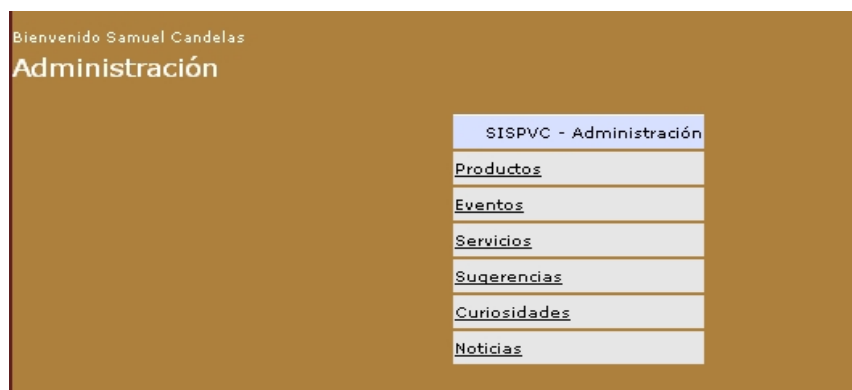 Bienvenido Samuel Candelas
Administración
SISPVC - Administración
Productos
Eventos
Servicios
Sugerencias
Curiosidades
Noticias